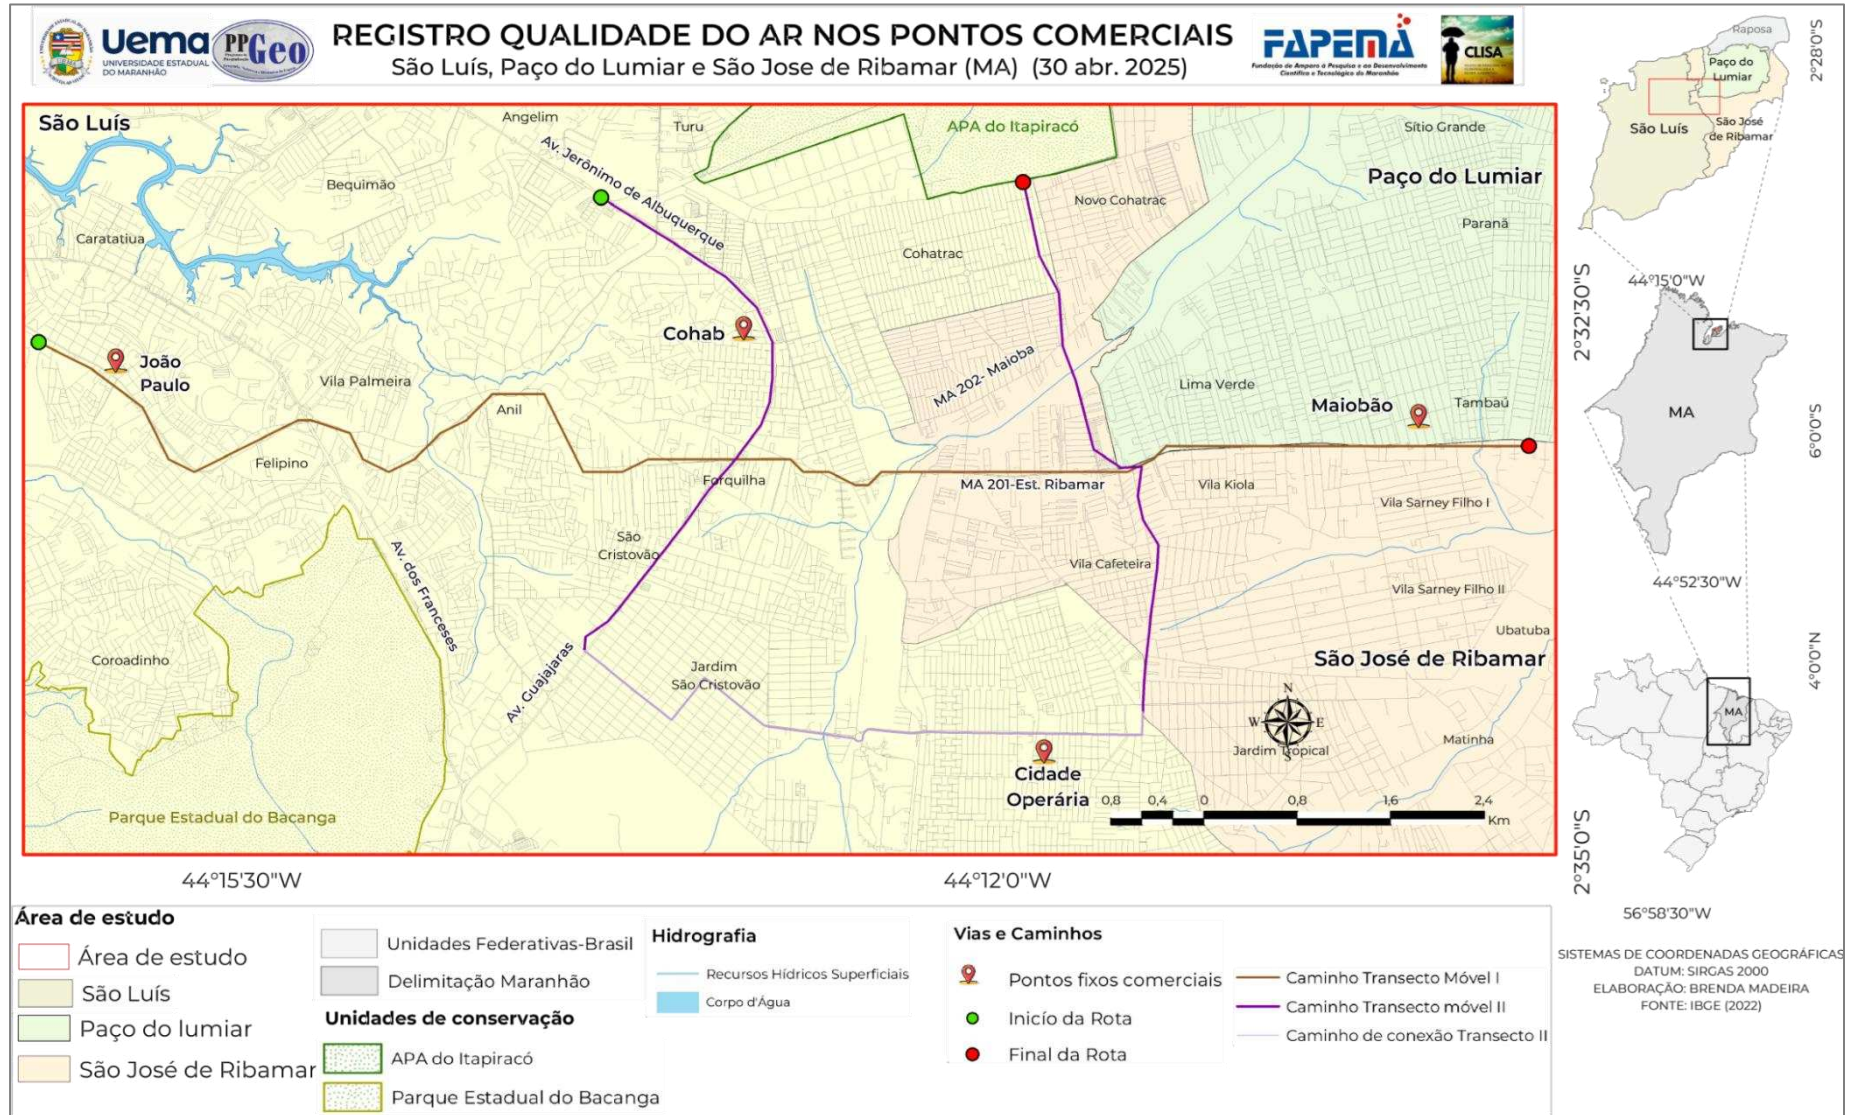 Uema
UNIVERSIDADE ESTADUAL
DO MARANHÃO
PPGeo
REGISTRO QUALIDADE DO AR NOS PONTOS COMERCIAIS
São Luís, Paço do Lumiar e São Jose de Ribamar (MA) (30 abr. 2025)
FAPEMA
Fundação de Amparo à Pesquisa e ao Desenvolvimento
Científico e Tecnológico do Maranhão
CLISA
São Luís
Angelim
Turu
APA do Itapiracó
Sítio Grande
Av. Jerônimo de Albuquerque
Bequimão
Paço do Lumiar
Novo Cohatrac
Paranã
Caratatiua
Cohatrac
Cohab
João
Paulo
Vila Palmeira
MA 202- Maioba
Lima Verde
Maiobão
Tambaú
Anil
Felipino
Forquilha
MA 201-Est. Ribamar
Vila Kiola
Vila Sarney Filho I
São
Cristovão
Av. dos Franceses
Vila Cafeteira
Vila Sarney Filho II
Ubatuba
Coroadinho
Av. Guajajaras
Jardim
São Cristovão
São José de Ribamar
N
W
E
S
Jardim Tropical
Matinha
Cidade
Operária
Parque Estadual do Bacanga
0,8 0,4 0 0,8 1,6 2,4
Km
44°15'30"W
44°12'0"W
2°32'30"S
2°35'0"S
Raposa
Paço do
Lumiar
São Luís
São José
de Ribamar
2°28'0"S
44°15'0"W
MA
6°0'0"S
44°52'30"W
4°0'0"N
MA
56°58'30"W
SISTEMAS DE COORDENADAS GEOGRÁFICAS
DATUM: SIRGAS 2000
ELABORAÇÃO: BRENDA MADEIRA
FONTE: IBGE (2022)
Área de estudo
Área de estudo
São Luís
Paço do lumiar
São José de Ribamar
Unidades Federativas-Brasil
Delimitação Maranhão
Unidades de conservação
APA do Itapiracó
Parque Estadual do Bacanga
Hidrografia
Recursos Hídricos Superficiais
Corpo d'Água
Vias e Caminhos
Pontos fixos comerciais
Inicío da Rota
Final da Rota
Caminho Transecto Móvel I
Caminho Transecto móvel II
Caminho de conexão Transecto II